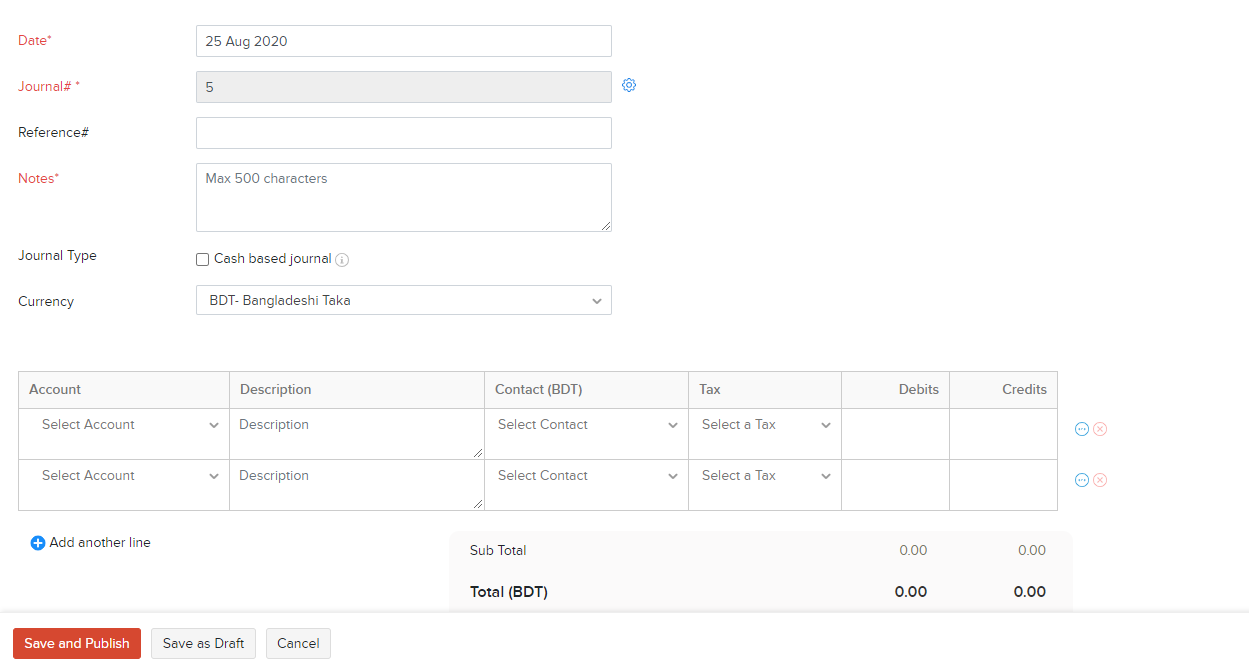 Date*
25 Aug 2020
Journal# *
5
Reference#
Notes*
Max 500 characters
Journal Type
Cash based journal
Currency
BDT- Bangladeshi Taka
Account Description Contact (BDT) Tax Debits Credits
Select Account Description Select Contact Select a Tax
Select Account Description Select Contact Select a Tax
Add another line
Sub Total 0.00 0.00
Total (BDT) 0.00 0.00
Save and Publish Save as Draft Cancel